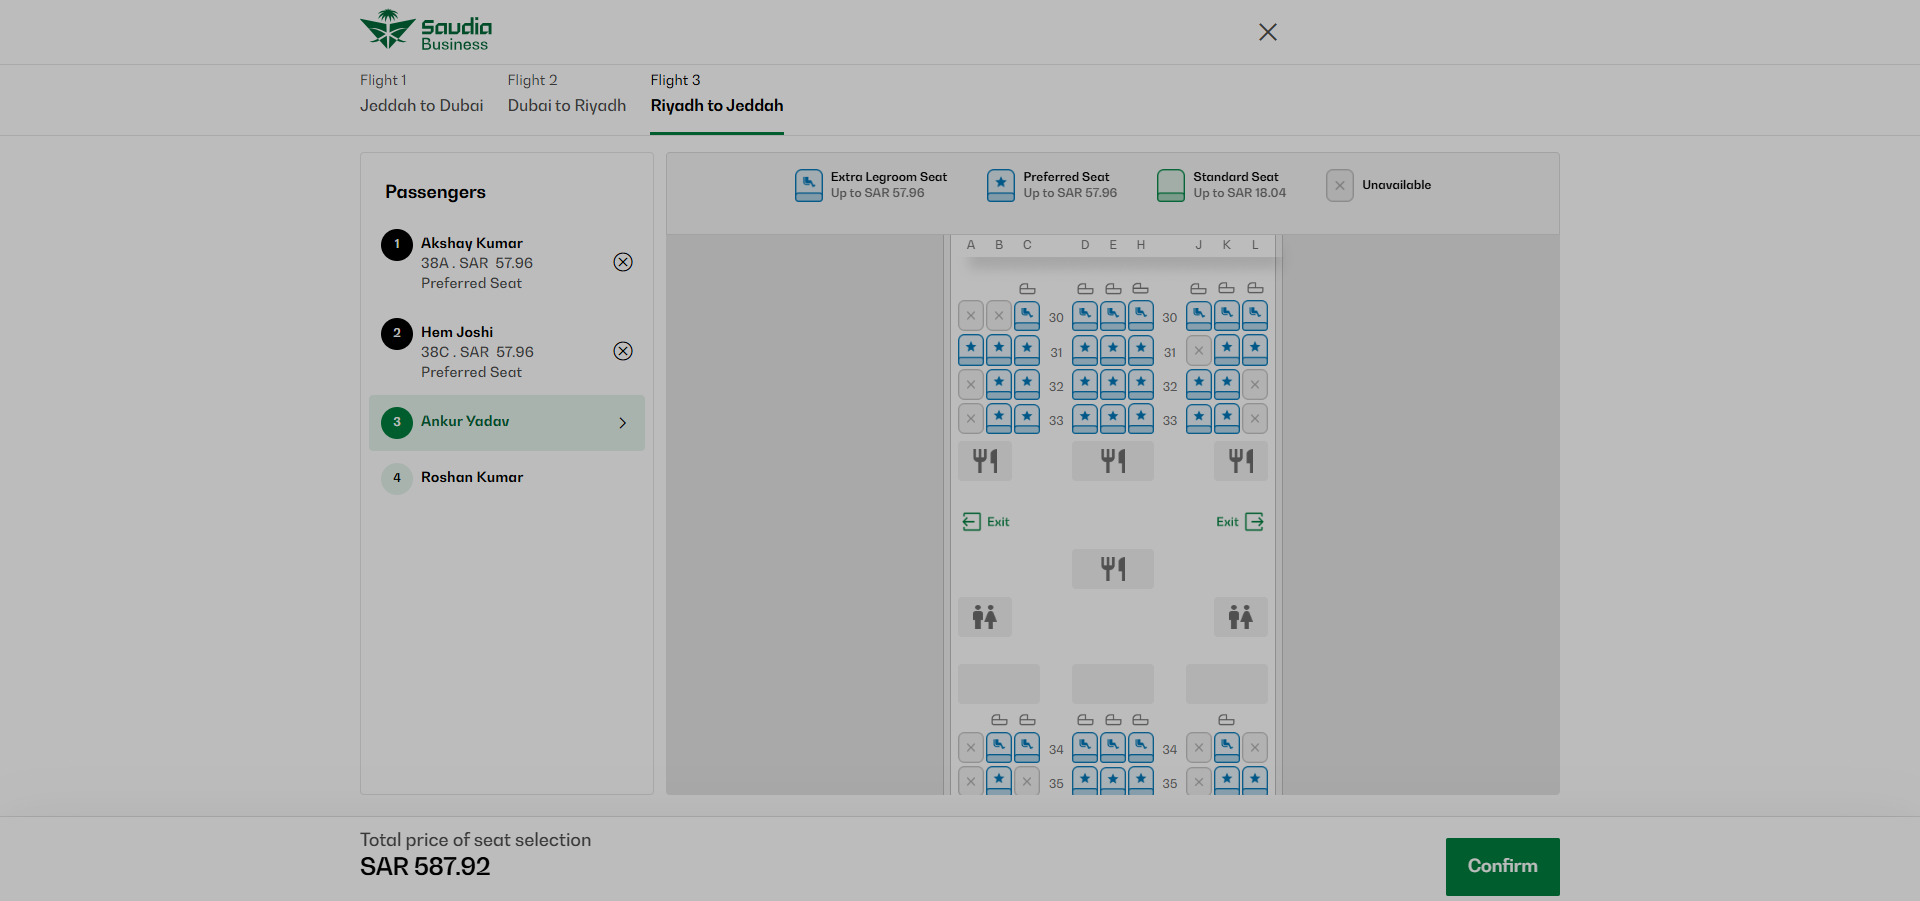 Saudia
Business
Flight 1
Jeddah to Dubai
Flight 2
Dubai to Riyadh
Flight 3
Riyadh to Jeddah
Passengers
1
Akshay Kumar
38A . SAR 57.96
Preferred Seat
2
Hem Joshi
38C . SAR 57.96
Preferred Seat
3
Ankur Yadav
4
Roshan Kumar
Extra Legroom Seat
Up to SAR 57.96
Preferred Seat
Up to SAR 57.96
Standard Seat
Up to SAR 18.04
Unavailable
A B C D E H J K L
30 30
31 31
32 32
33 33
Exit Exit
34 34
35 35
Total price of seat selection
SAR 587.92
Confirm